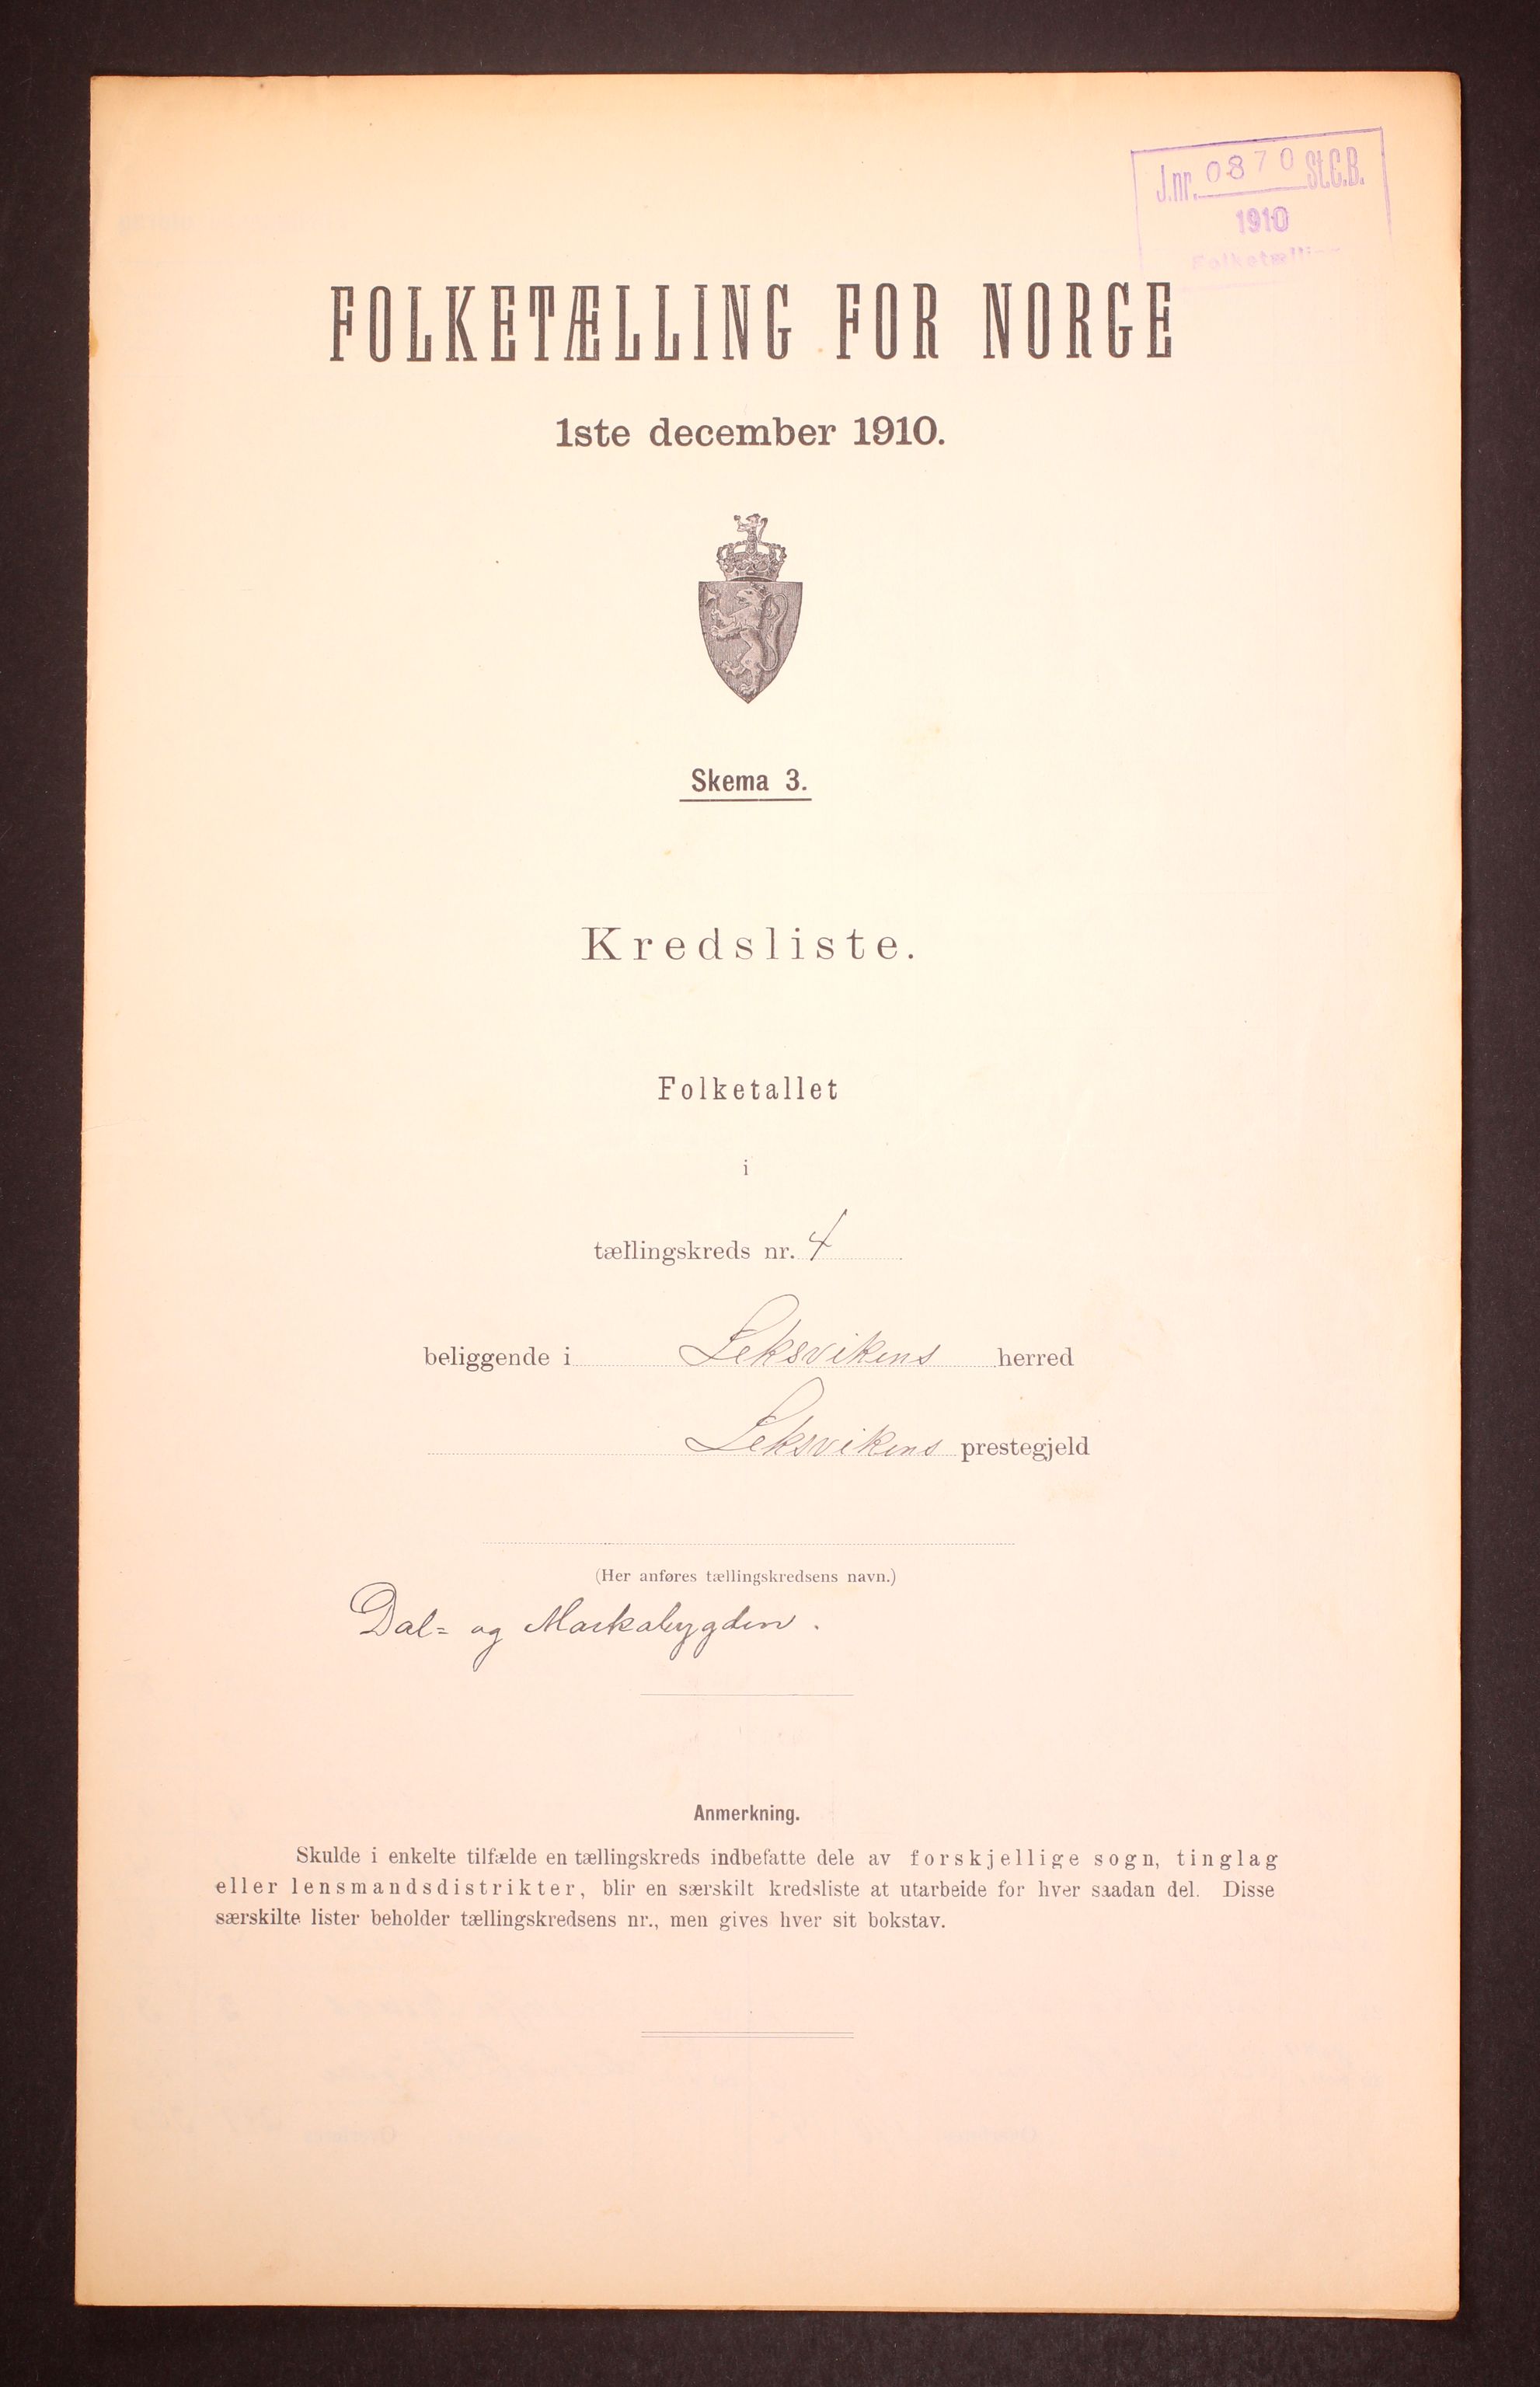 J.nr. 0870 St.C.B.
1910
Folketælling
FOLKETÆLLING FOR NORGE
1ste december 1910.
Skema 3.
Kredsliste.
Folketallet
i
tællingskreds nr. 4
beliggende i Leksvikens herred
Leksvikens prestegjeld
(Her anføres tællingskredsens navn.)
Dal= og Markabygden.
Anmerkning.
Skulde i enkelte tilfælde en tællingskreds indbefatte dele av forskjellige sogn, tinglag
eller lensmandsdistrikter, blir en særskilt kredsliste at utarbeide for hver saadan del. Disse
særskilte lister beholder tællingskredsens nr., men gives hver sit bokstav.